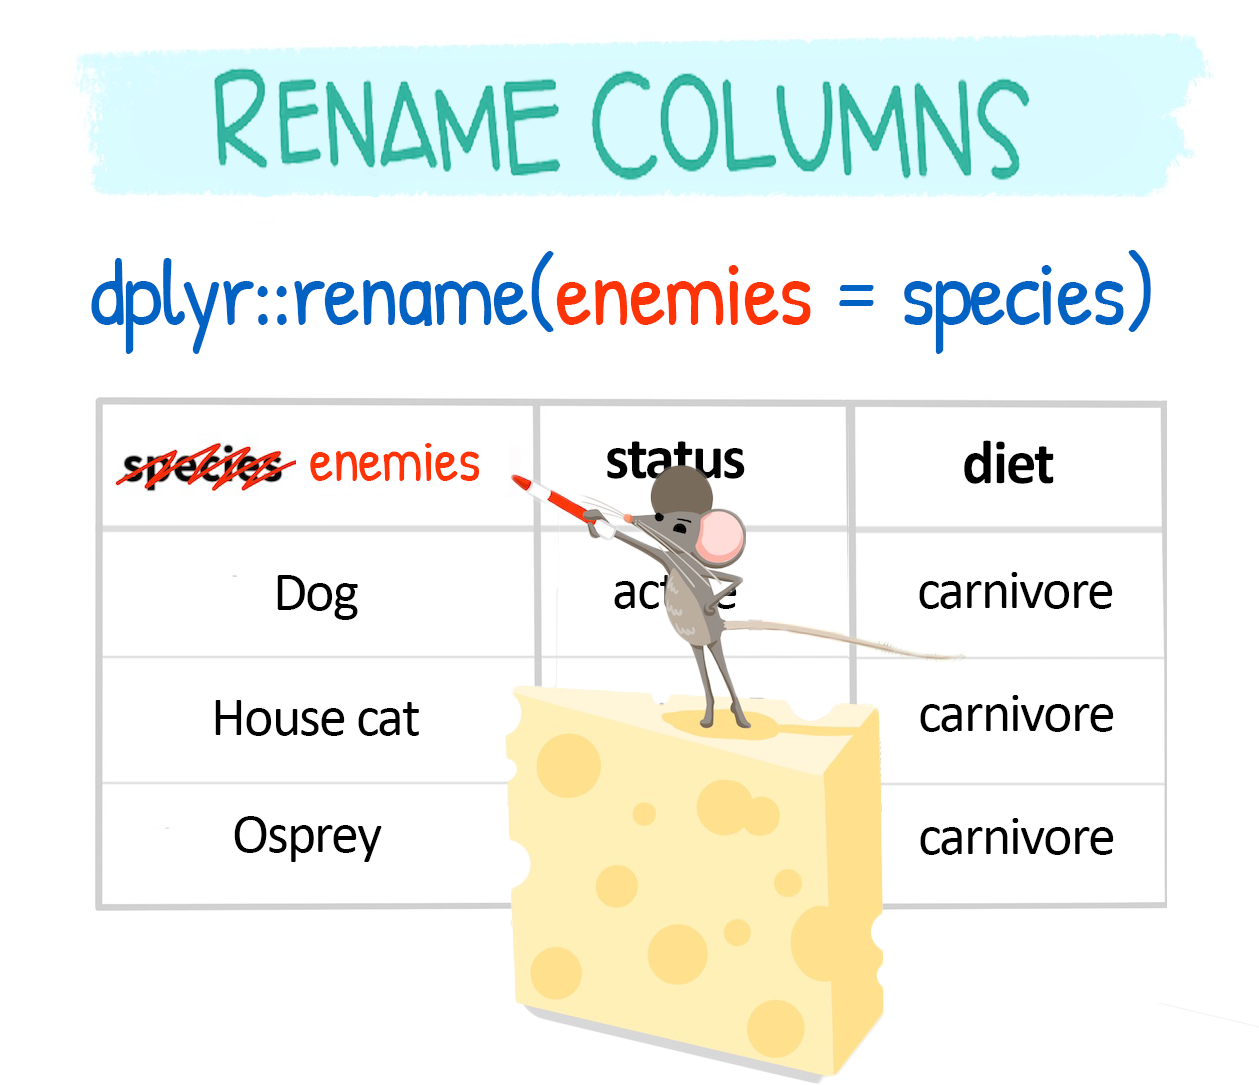 RENAME COLUMNS
dplyr::rename(enemies = species)
species enemies status diet
Dog carnivore
House cat carnivore
Osprey carnivore